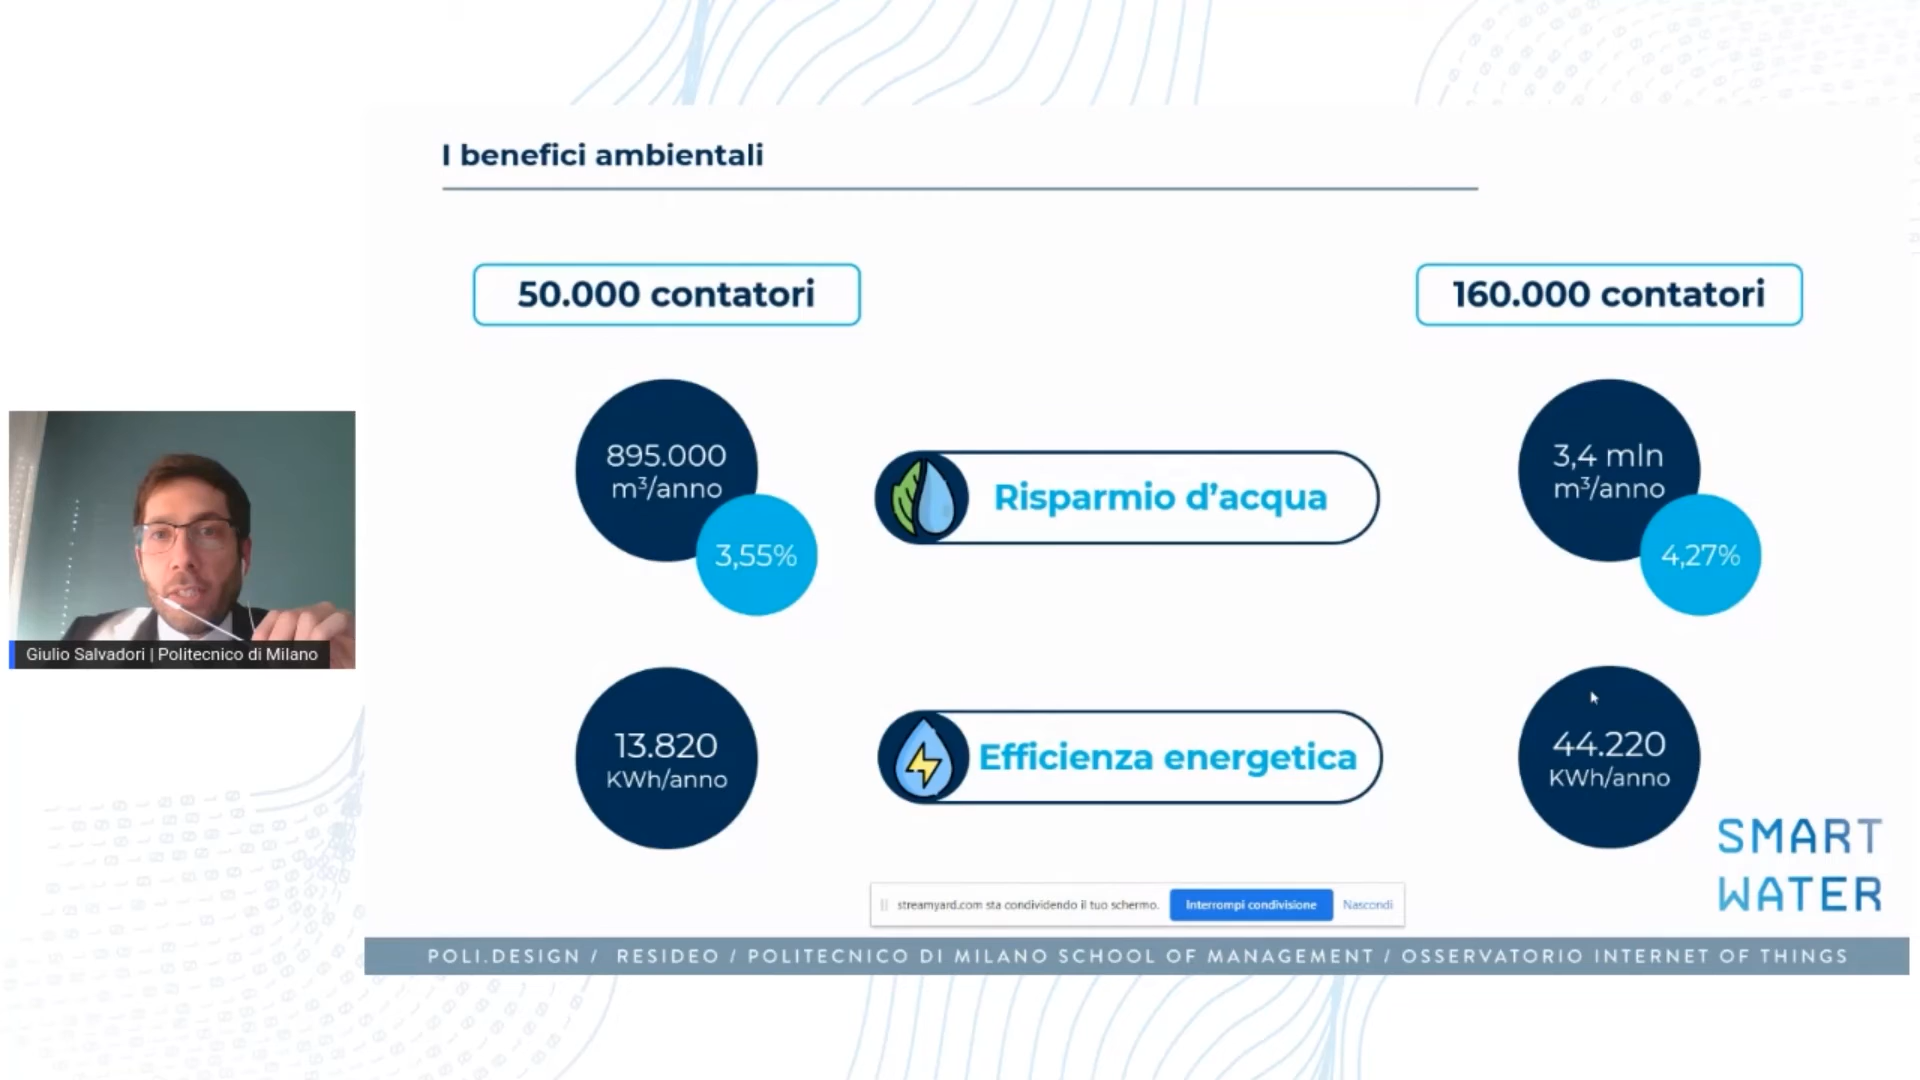 I benefici ambientali
50.000 contatori
160.000 contatori
895.000
m³/anno
3,55%
Risparmio d’acqua
3,4 mln
m³/anno
4,27%
Giulio Salvadori | Politecnico di Milano
13.820
KWh/anno
Efficienza energetica
44.220
KWh/anno
SMART
WATER
streamyard.com sta condividendo il tuo schermo.
Interrompi condivisione
Nascondi
POLI.DESIGN / RESIDEO / POLITECNICO DI MILANO SCHOOL OF MANAGEMENT / OSSERVATORIO INTERNET OF THINGS